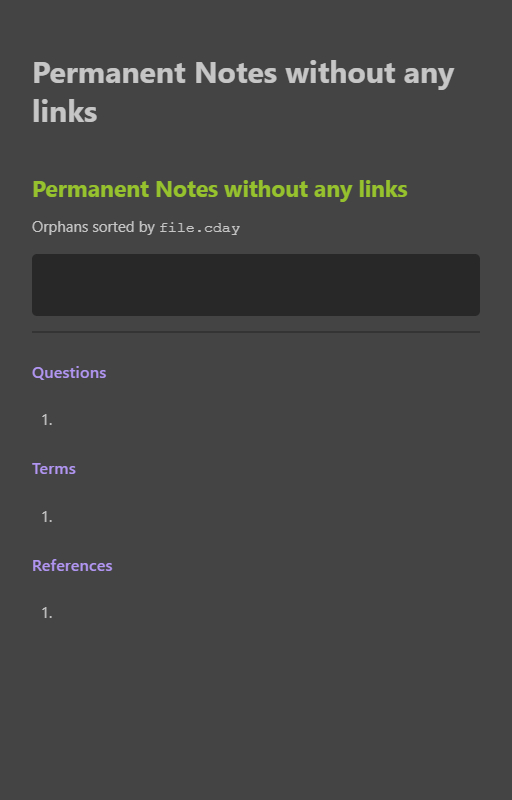 Permanent Notes without any
links
Permanent Notes without any links
Orphans sorted by file.cday
Questions
1.
Terms
1.
References
1.